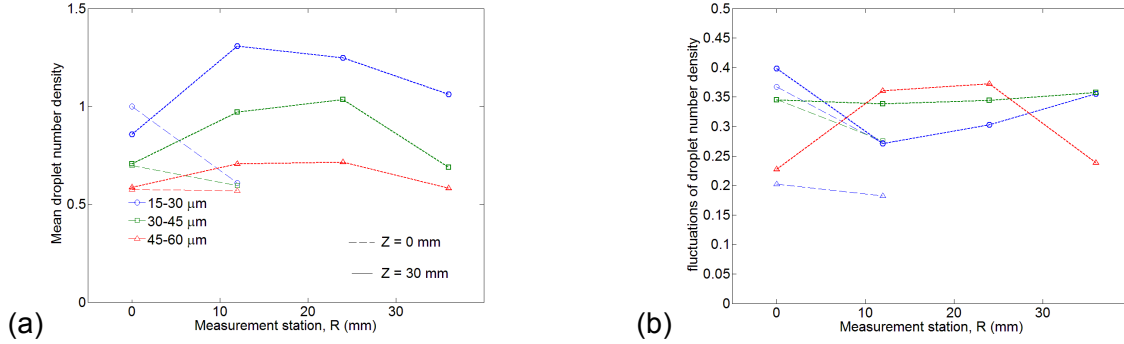 1.5
1
0.5
0
Mean droplet number density
15-30 μm
30-45 μm
45-60 μm
Z = 0 mm
Z = 30 mm
0 10 20 30
Measurement station, R (mm)
(a)
0.5
0.45
0.4
0.35
0.3
0.25
0.2
0.15
0.1
0.05
0
fluctuations of droplet number density
0 10 20 30
Measurement station, R (mm)
(b)